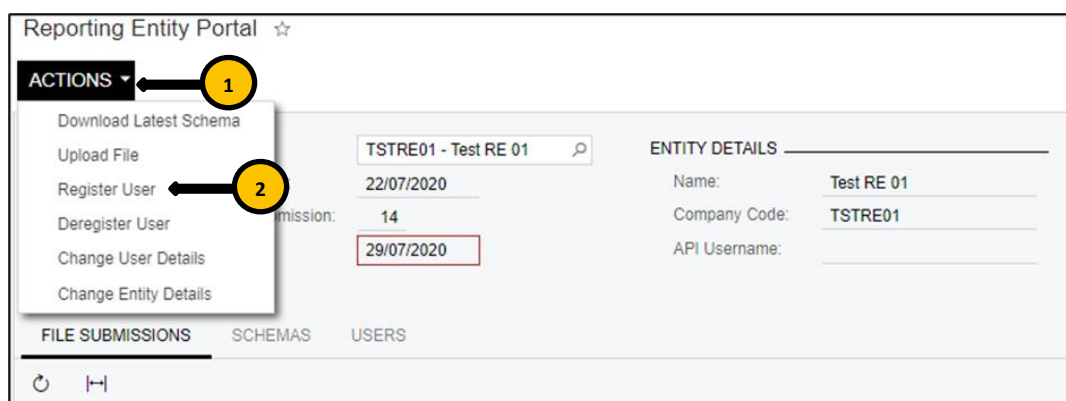 Reporting Entity Portal
ACTIONS
1
Download Latest Schema
Upload File
Register User
2
Deregister User
Change User Details
Change Entity Details
TSTRE01 - Test RE 01
22/07/2020
mission:
14
29/07/2020
ENTITY DETAILS
Name:
Test RE 01
Company Code:
TSTRE01
API Username:
FILE SUBMISSIONS
SCHEMAS
USERS